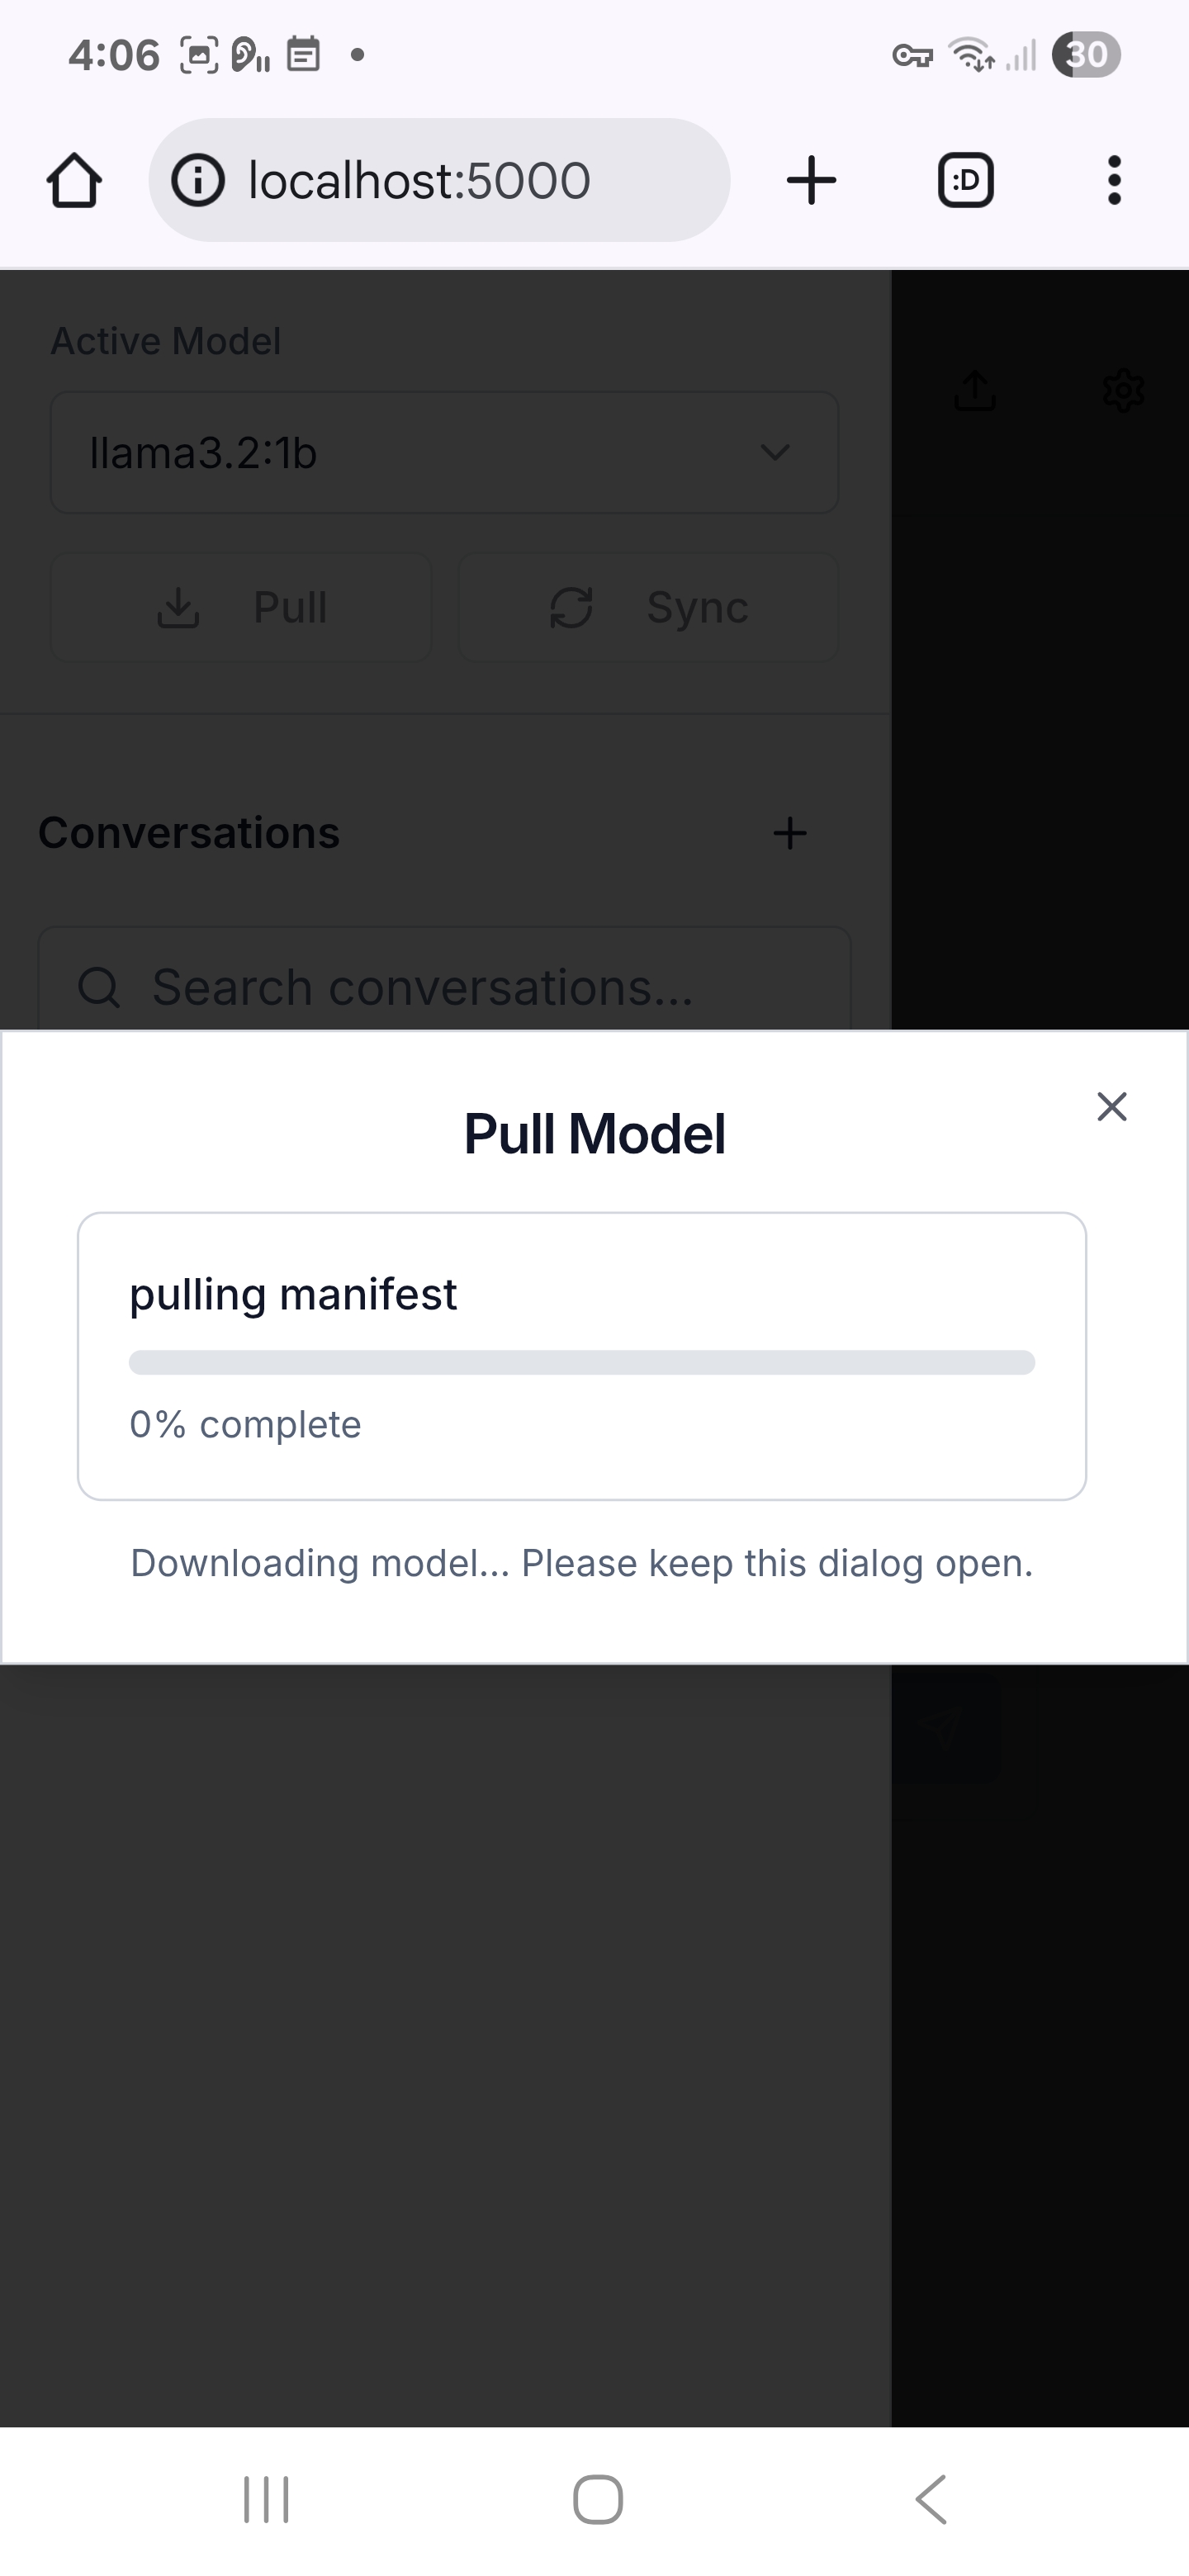 4:06
30
localhost:5000
:D
Active Model
llama3.2:1b
Pull
Sync
Conversations
Search conversations...
Pull Model
pulling manifest
0% complete
Downloading model... Please keep this dialog open.